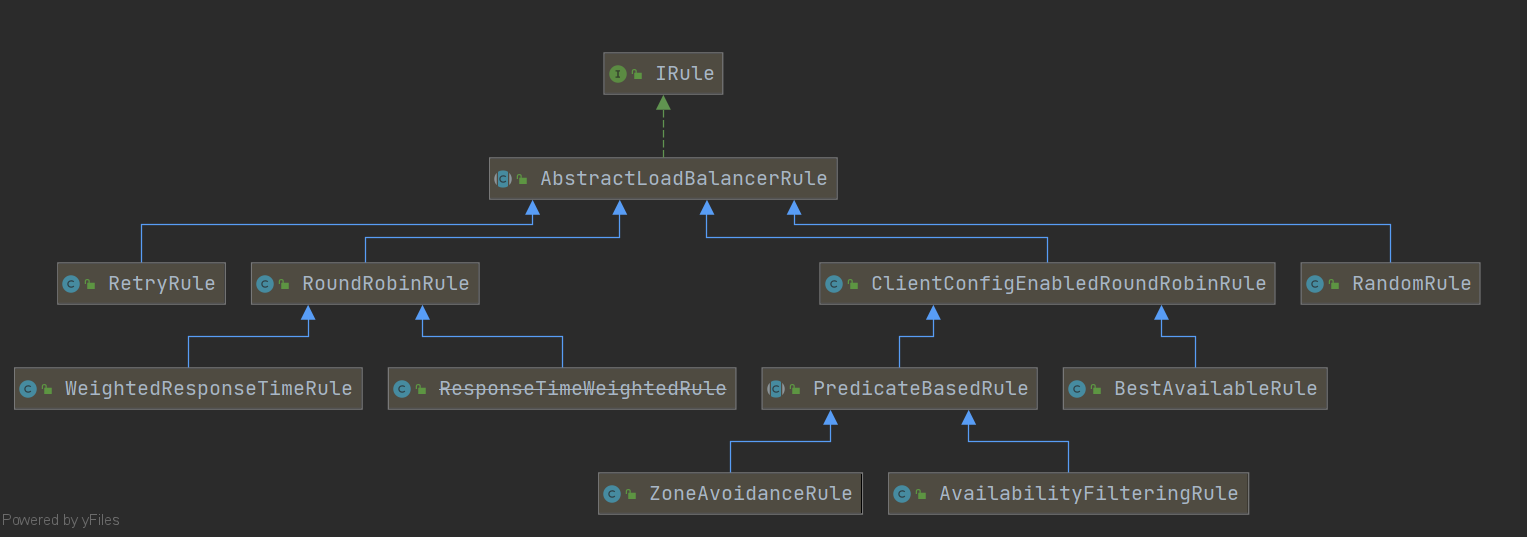 IRule
AbstractLoadBalancerRule
RetryRule
RoundRobinRule
ClientConfigEnabledRoundRobinRule
RandomRule
WeightedResponseTimeRule
ResponseTimeWeightedRule
PredicateBasedRule
BestAvailableRule
ZoneAvoidanceRule
AvailabilityFilteringRule
Powered by yFiles